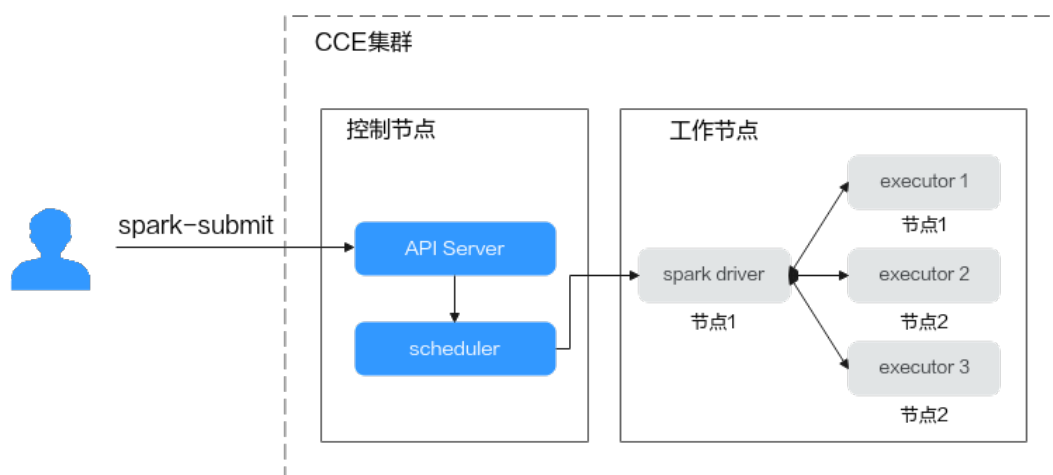 CCE集群
控制节点
工作节点
spark-submit
API Server
scheduler
spark driver
节点1
executor 1
节点1
executor 2
节点2
executor 3
节点2